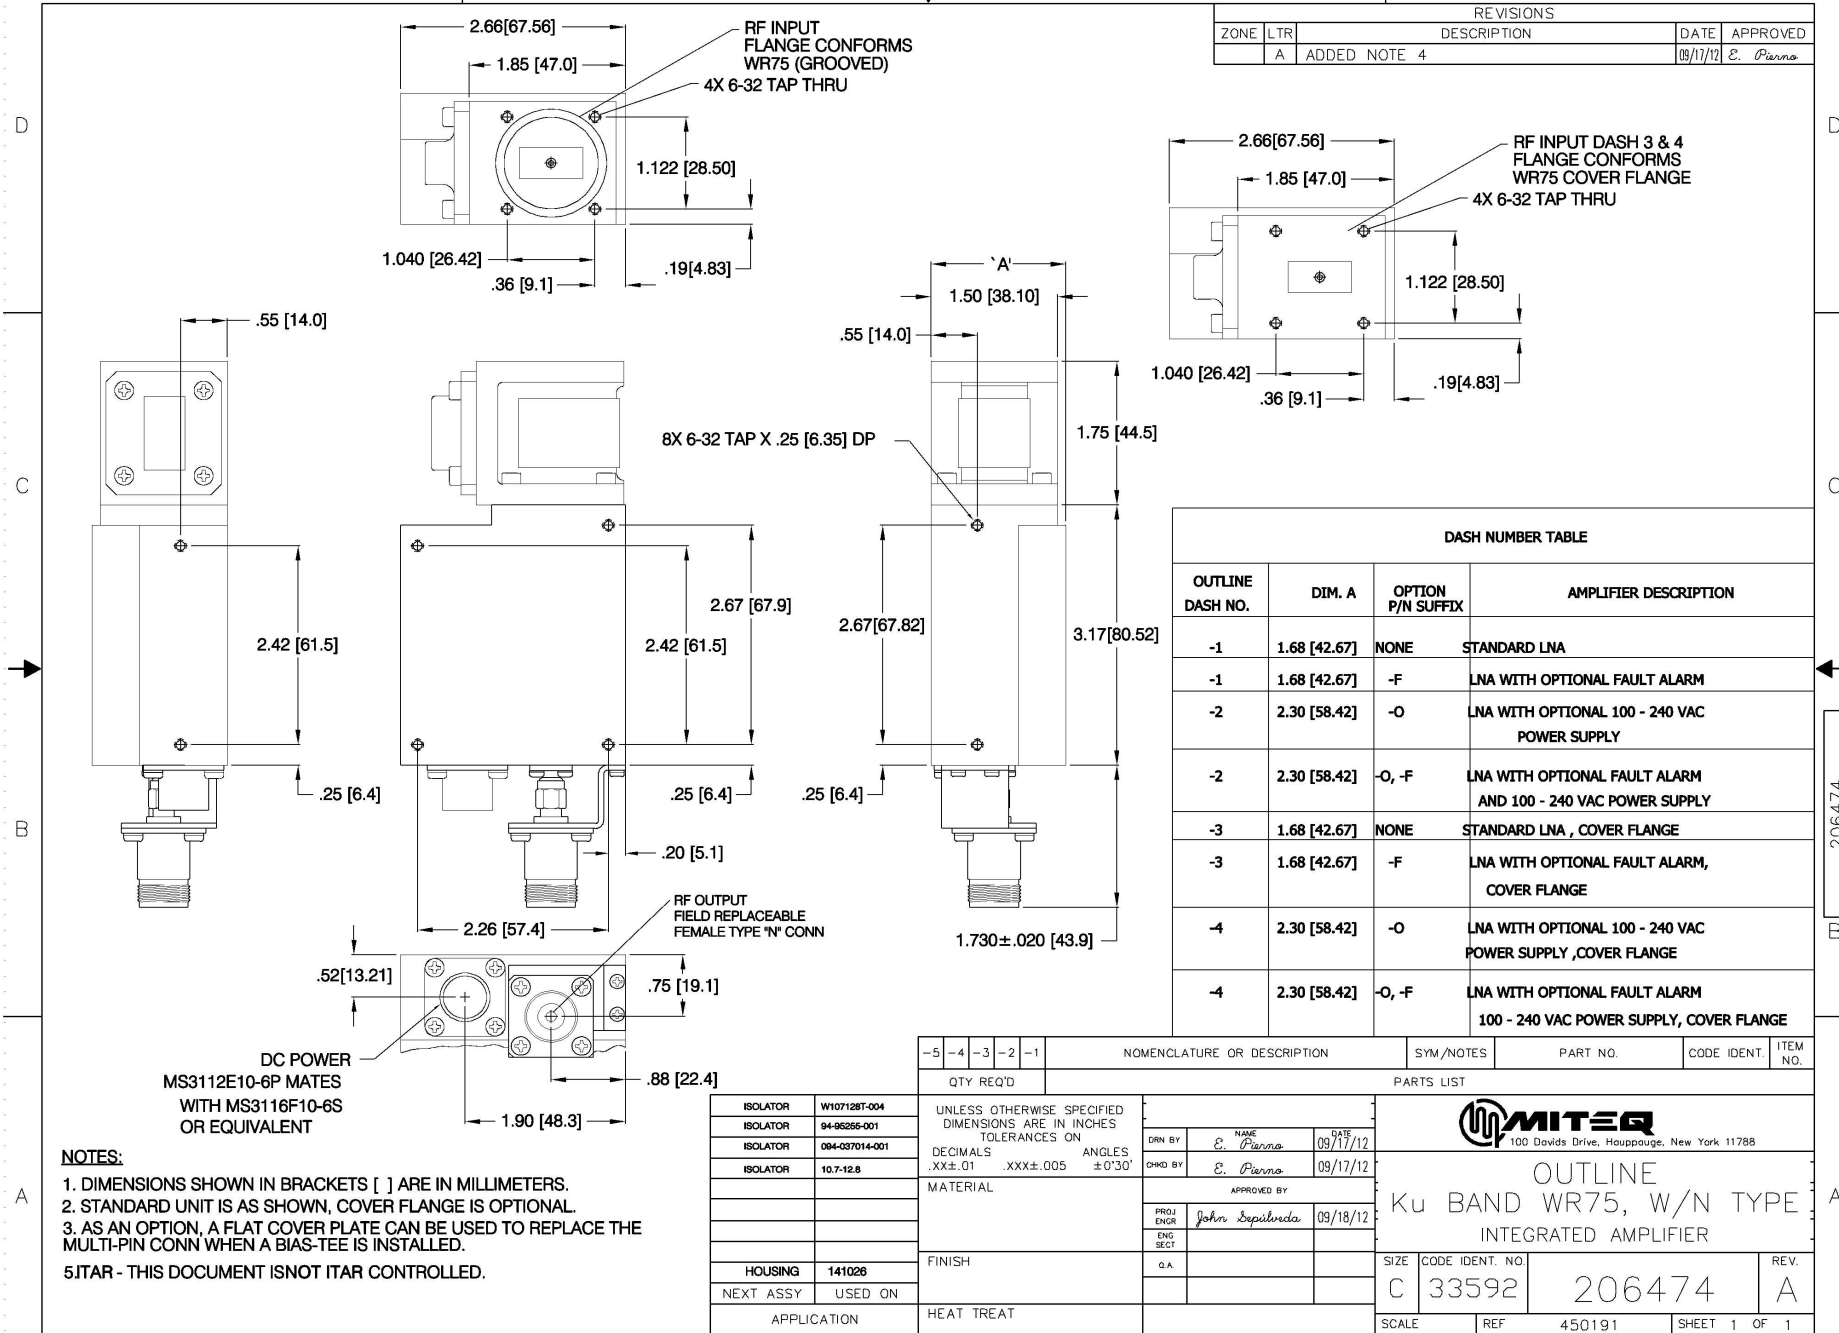 REVISIONS
ZONE LTR DESCRIPTION DATE APPROVED
A ADDED NOTE 4 09/17/12 E. Pierno
2.66[67.56]
1.85 [47.0]
RF INPUT
FLANGE CONFORMS
WR75 (GROOVED)
4X 6-32 TAP THRU
1.122 [28.50]
1.040 [26.42]
.36 [9.1]
.19[4.83]
D
D
2.66[67.56]
1.85 [47.0]
RF INPUT DASH 3 & 4
FLANGE CONFORMS
WR75 COVER FLANGE
4X 6-32 TAP THRU
1.122 [28.50]
1.040 [26.42]
.36 [9.1]
.19[4.83]
.55 [14.0]
`A'
1.50 [38.10]
.55 [14.0]
1.75 [44.5]
8X 6-32 TAP X .25 [6.35] DP
C
C
2.42 [61.5]
2.67 [67.9]
2.42 [61.5]
2.67[67.82]
3.17[80.52]
.25 [6.4]
.25 [6.4]
.25 [6.4]
.20 [5.1]
B
B
2.26 [57.4]
RF OUTPUT
FIELD REPLACEABLE
FEMALE TYPE "N" CONN
1.730±.020 [43.9]
.52[13.21]
.75 [19.1]
DC POWER
MS3112E10-6P MATES
WITH MS3116F10-6S
OR EQUIVALENT
.88 [22.4]
1.90 [48.3]
DASH NUMBER TABLE
OUTLINE DASH NO. DIM. A OPTION P/N SUFFIX AMPLIFIER DESCRIPTION
-1 1.68 [42.67] NONE STANDARD LNA
-1 1.68 [42.67] -F LNA WITH OPTIONAL FAULT ALARM
-2 2.30 [58.42] -O LNA WITH OPTIONAL 100 - 240 VAC
POWER SUPPLY
-2 2.30 [58.42] -O, -F LNA WITH OPTIONAL FAULT ALARM
AND 100 - 240 VAC POWER SUPPLY
-3 1.68 [42.67] NONE STANDARD LNA , COVER FLANGE
-3 1.68 [42.67] -F LNA WITH OPTIONAL FAULT ALARM,
COVER FLANGE
-4 2.30 [58.42] -O LNA WITH OPTIONAL 100 - 240 VAC
POWER SUPPLY ,COVER FLANGE
-4 2.30 [58.42] -O, -F LNA WITH OPTIONAL FAULT ALARM
100 - 240 VAC POWER SUPPLY, COVER FLANGE
206474
NOTES:
1. DIMENSIONS SHOWN IN BRACKETS [ ] ARE IN MILLIMETERS.
2. STANDARD UNIT IS AS SHOWN, COVER FLANGE IS OPTIONAL.
3. AS AN OPTION, A FLAT COVER PLATE CAN BE USED TO REPLACE THE
MULTI-PIN CONN WHEN A BIAS-TEE IS INSTALLED.
5.ITAR - THIS DOCUMENT ISNOT ITAR CONTROLLED.
A
A
-5 -4 -3 -2 -1 NOMENCLATURE OR DESCRIPTION SYM/NOTES PART NO. CODE IDENT. ITEM NO.
QTY REQ'D PARTS LIST
ISOLATOR W107128T-004
ISOLATOR 94-95255-001
ISOLATOR 094-037014-001
ISOLATOR 10.7-12.8
HOUSING 141026
NEXT ASSY USED ON
APPLICATION
UNLESS OTHERWISE SPECIFIED
DIMENSIONS ARE IN INCHES
TOLERANCES ON
DECIMALS ANGLES
.XX±.01 .XXX±.005 ±0°30'
MATERIAL
FINISH
HEAT TREAT
NAME DATE
DRN BY E. Pierno 09/17/12
CHKD BY E. Pierno 09/17/12
APPROVED BY
PROJ ENGR John Sepúlveda 09/18/12
ENG SECT
Q.A.
MITEQ
100 Davids Drive, Hauppauge, New York 11788
OUTLINE
Ku BAND WR75, W/N TYPE
INTEGRATED AMPLIFIER
SIZE CODE IDENT. NO. REV.
C 33592 206474 A
SCALE REF 450191 SHEET 1 OF 1